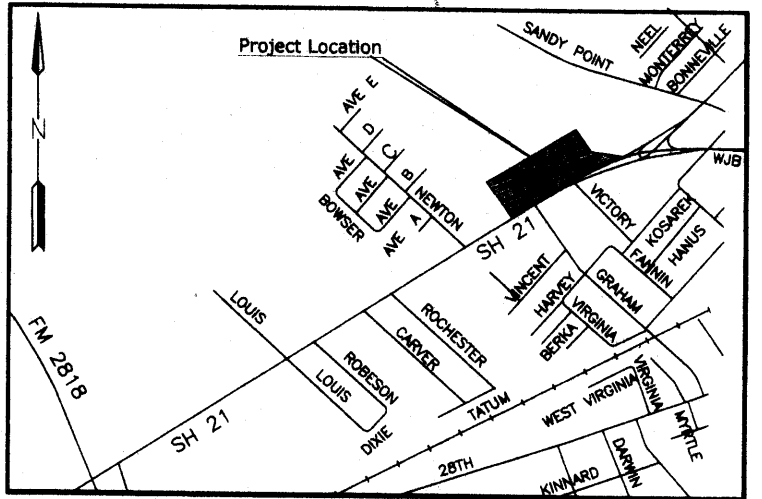 Project Location
SANDY POINT
NEEL
MONTERRY
BONNEVILLE
AVE E
N
D
C
B
AVE
AVE
AVE
AVE A
NEWTON
BOWSER
WJB
VICTORY
KOSAREK
HANUS
FANNIN
SH 21
VINCENT
HARVEY
GRAHAM
VIRGINIA
BERKA
LOUIS
ROCHESTER
CARVER
ROBESON
LOUIS
FM 2818
SH 21
DIXIE
TATUM
WEST VIRGINIA
VIRGINIA
MYRTLE
28TH
DARWIN
KINNARD